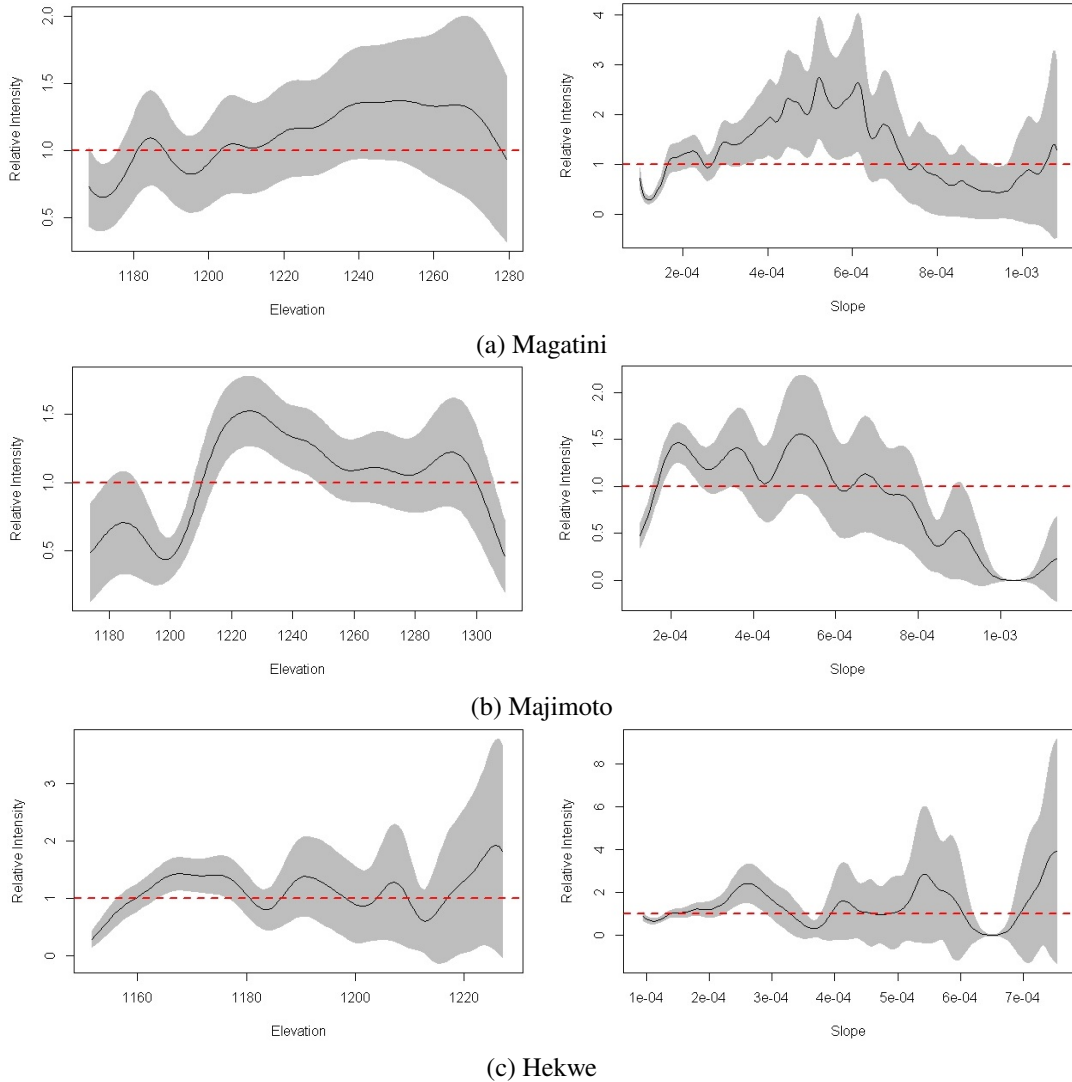 2.0
1.5
1.0
0.5
Relative Intensity
1180 1200 1220 1240 1260 1280
Elevation
4
3
2
1
0
Relative Intensity
2e-04 4e-04 6e-04 8e-04 1e-03
Slope
(a) Magatini
1.5
1.0
0.5
Relative Intensity
1180 1200 1220 1240 1260 1280 1300
Elevation
2.0
1.5
1.0
0.5
0.0
Relative Intensity
2e-04 4e-04 6e-04 8e-04 1e-03
Slope
(b) Majimoto
3
2
1
0
Relative Intensity
1160 1180 1200 1220
Elevation
8
6
4
2
0
Relative Intensity
1e-04 2e-04 3e-04 4e-04 5e-04 6e-04 7e-04
Slope
(c) Hekwe